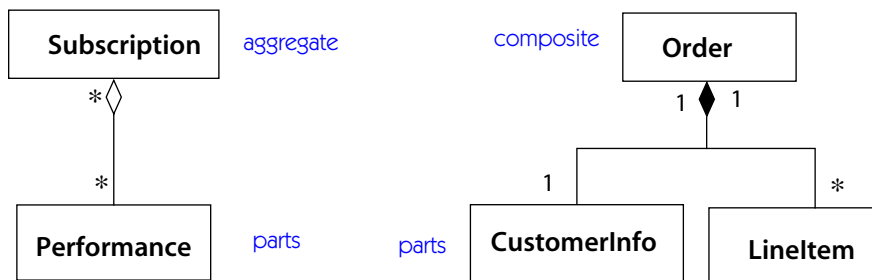 Subscription
aggregate
*
*
Performance
parts
composite
Order
1 1
1
*
parts
CustomerInfo
LineItem